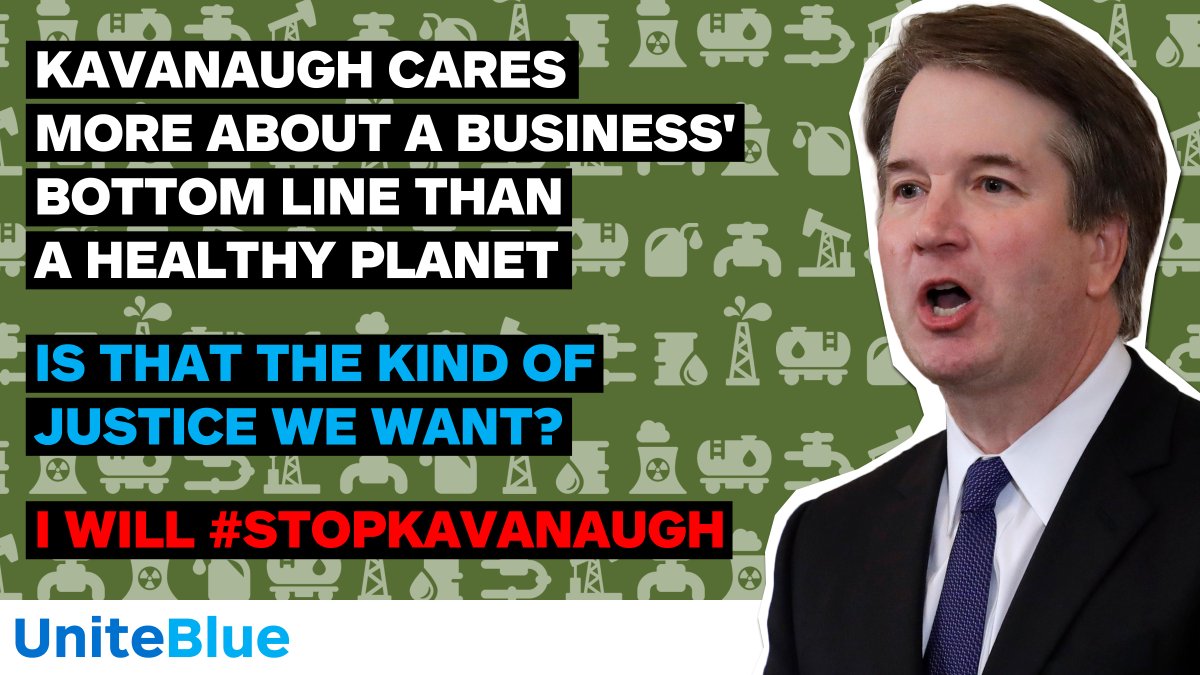 KAVANAUGH CARES
MORE ABOUT A BUSINESS'
BOTTOM LINE THAN
A HEALTHY PLANET
IS THAT THE KIND OF
JUSTICE WE WANT?
I WILL #STOPKAVANAUGH
UniteBlue